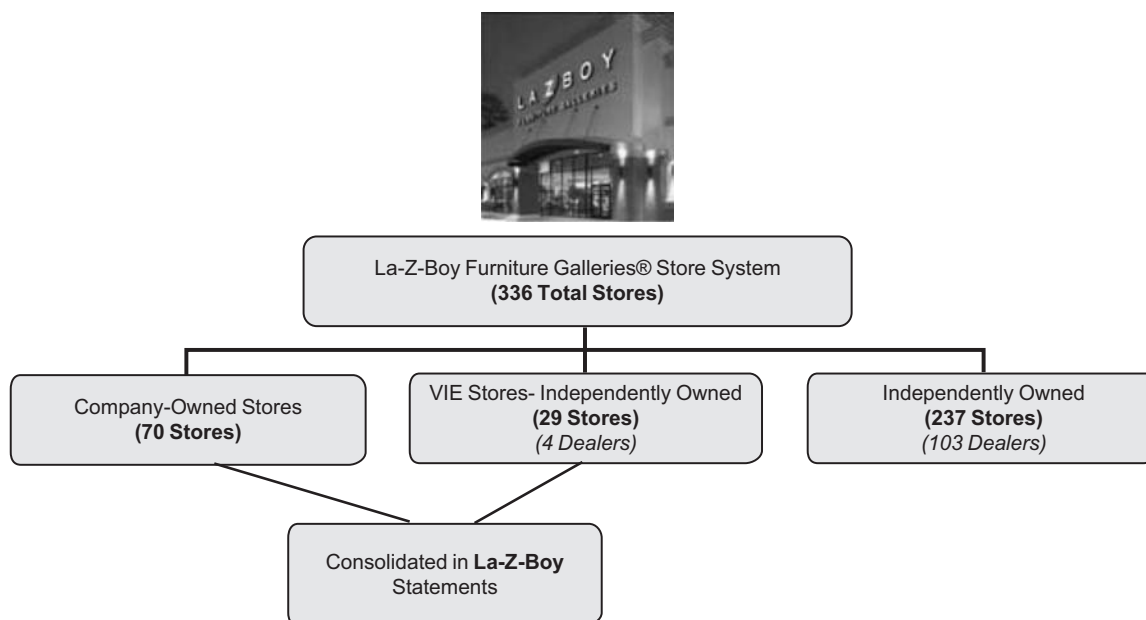 LA Z BOY
FURNITURE GALLERIES
La-Z-Boy Furniture Galleries® Store System
(336 Total Stores)
Company-Owned Stores
(70 Stores)
VIE Stores- Independently Owned
(29 Stores)
(4 Dealers)
Independently Owned
(237 Stores)
(103 Dealers)
Consolidated in La-Z-Boy
Statements